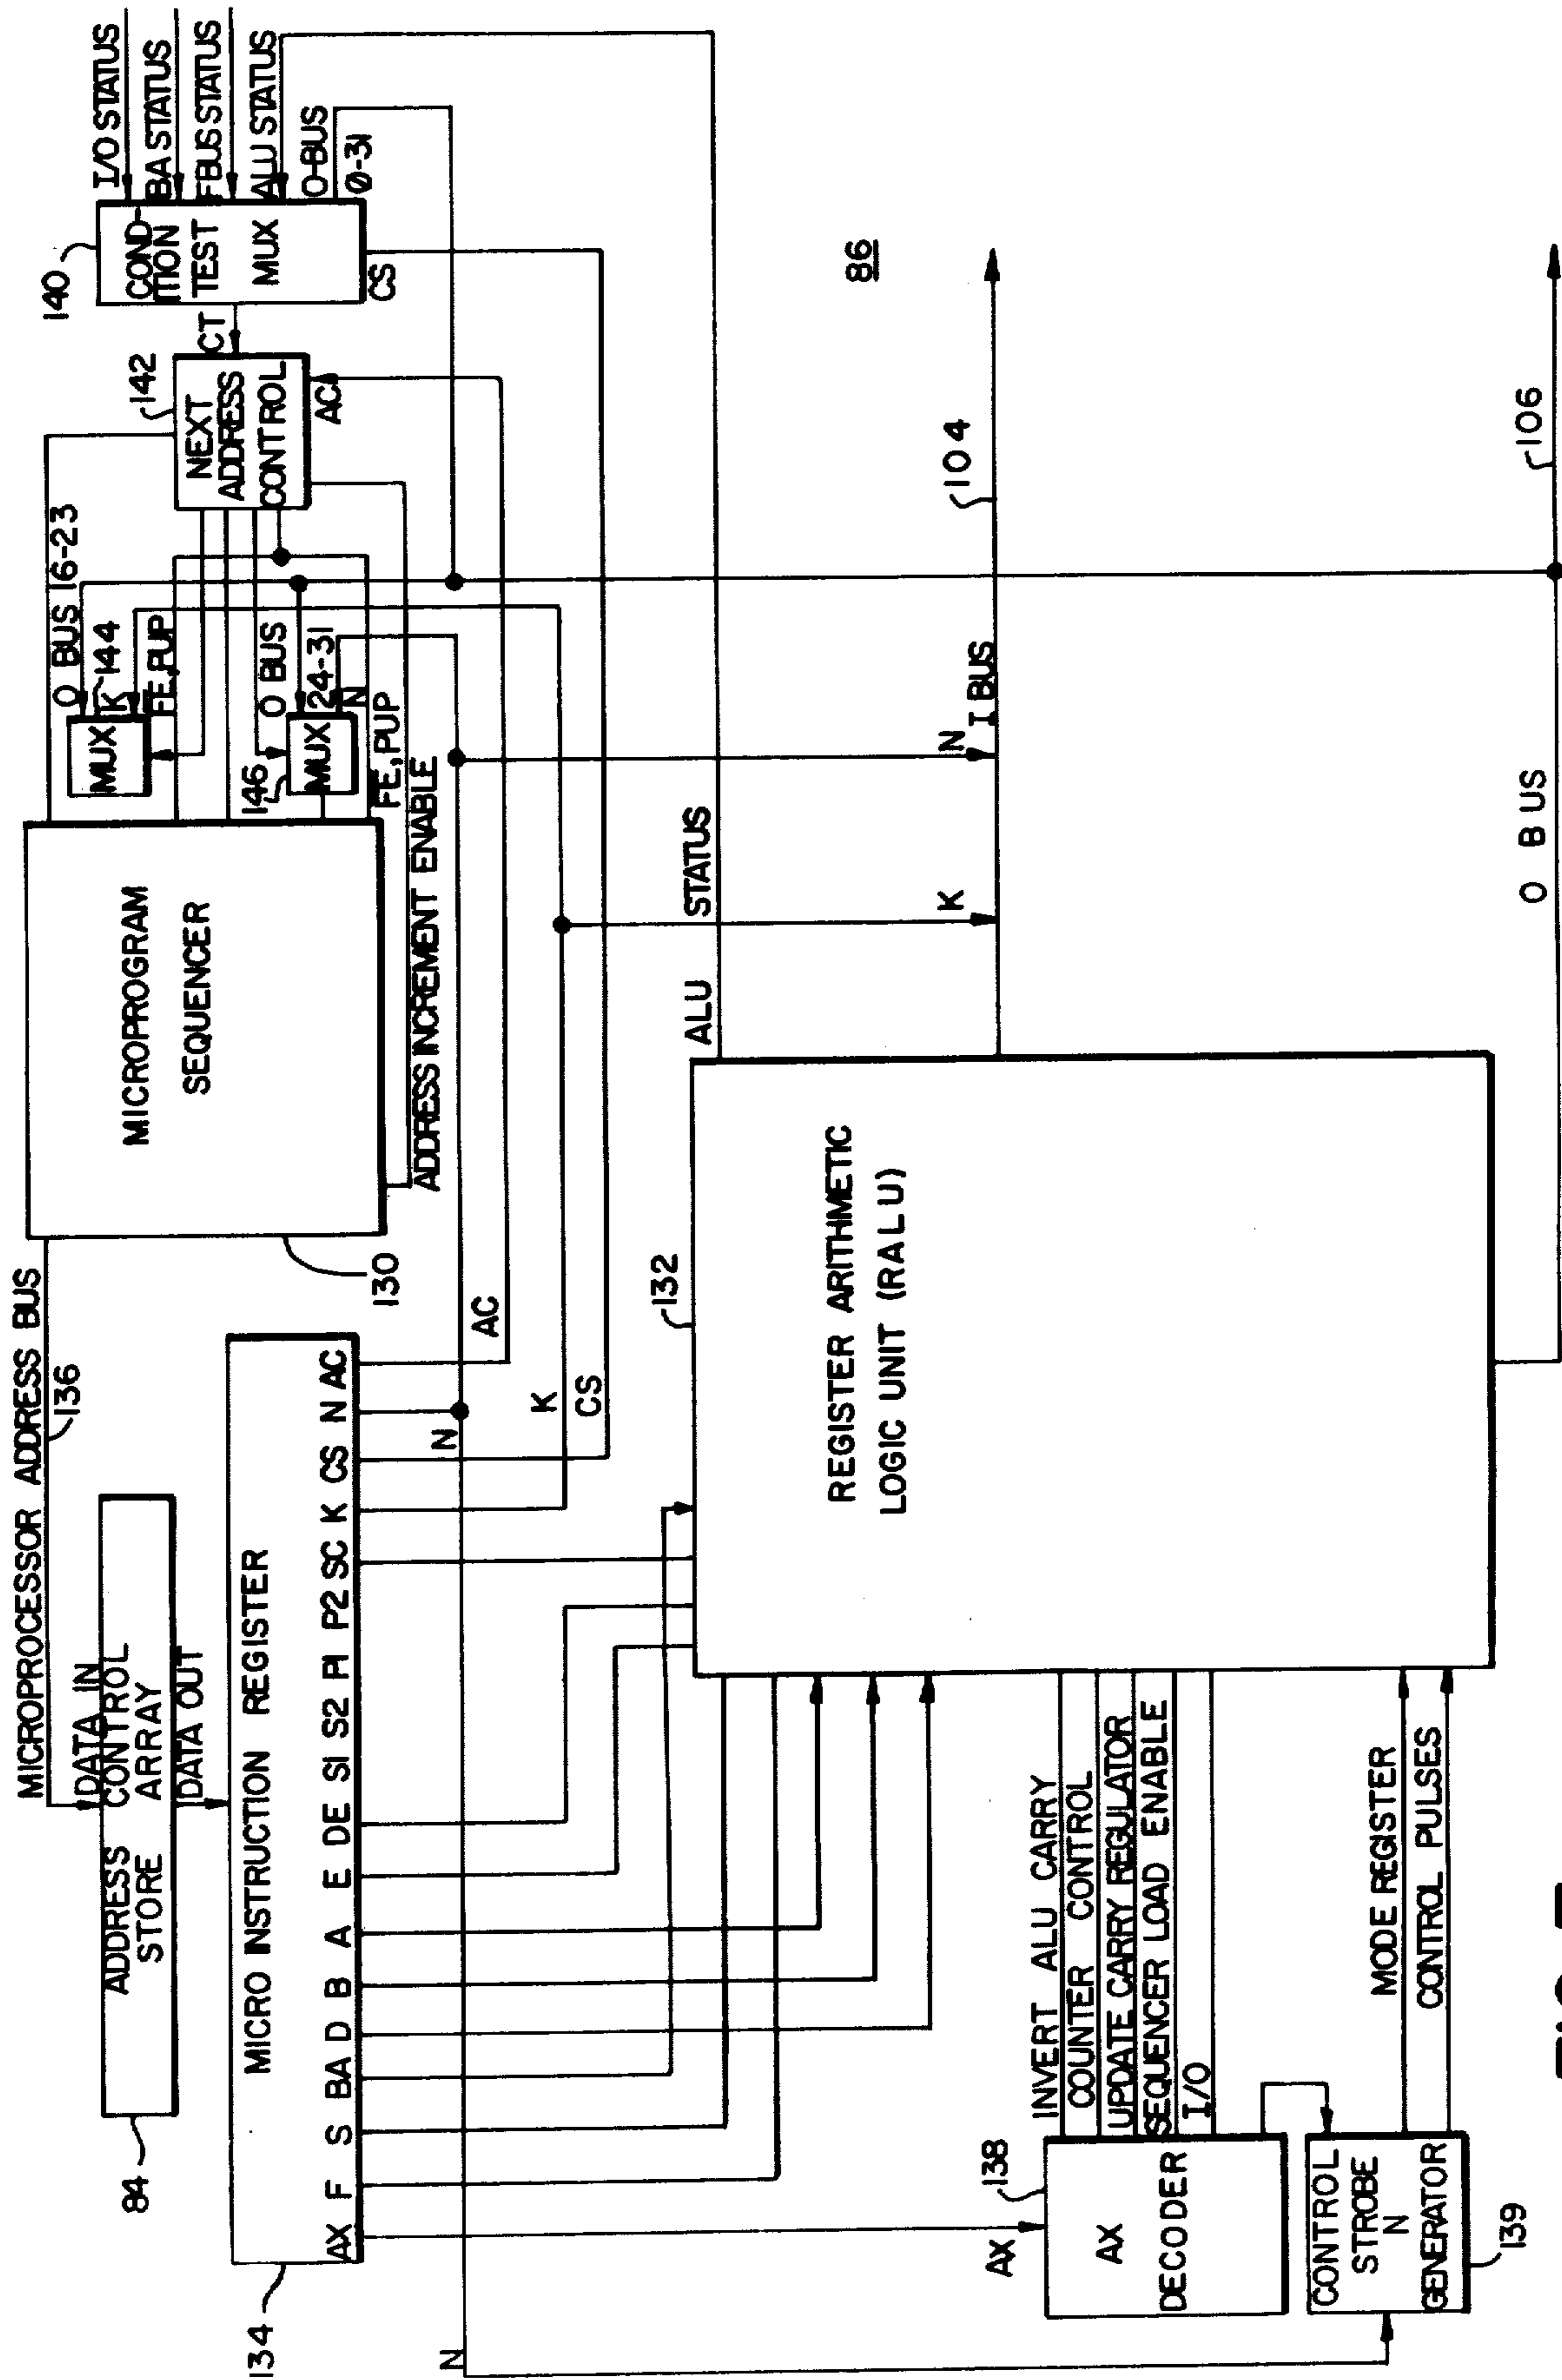 MICROPROCESSOR ADDRESS BUS
136
DATA IN
ADDRESS CONTROL
STORE ARRAY
DATA OUT
84
MICRO INSTRUCTION REGISTER
AX F S BA D B A E DE S1 S2 P1 P2 SC K CS N AC
134
MICROPROGRAM
SEQUENCER
130
ADDRESS INCREMENT ENABLE
O BUS 16-23
MUX
K
144
FE, PUP
O BUS
24-31
MUX
N
146
FE, PUP
NEXT
ADDRESS
CONTROL
142
CT
AC
COND-
ITION
TEST
MUX
140
CS
I/O STATUS
BA STATUS
FBUS STATUS
ALU STATUS
O-BUS
0-31
N
AC
K
CS
N
ALU STATUS
K
N
I BUS
104
86
132
REGISTER ARITHMETIC
LOGIC UNIT (RALU)
O BUS
106
AX
138
AX
DECODER
INVERT ALU CARRY
COUNTER CONTROL
UPDATE CARRY REGULATOR
SEQUENCER LOAD ENABLE
I/O
CONTROL
STROBE
N
GENERATOR
139
MODE REGISTER
CONTROL PULSES